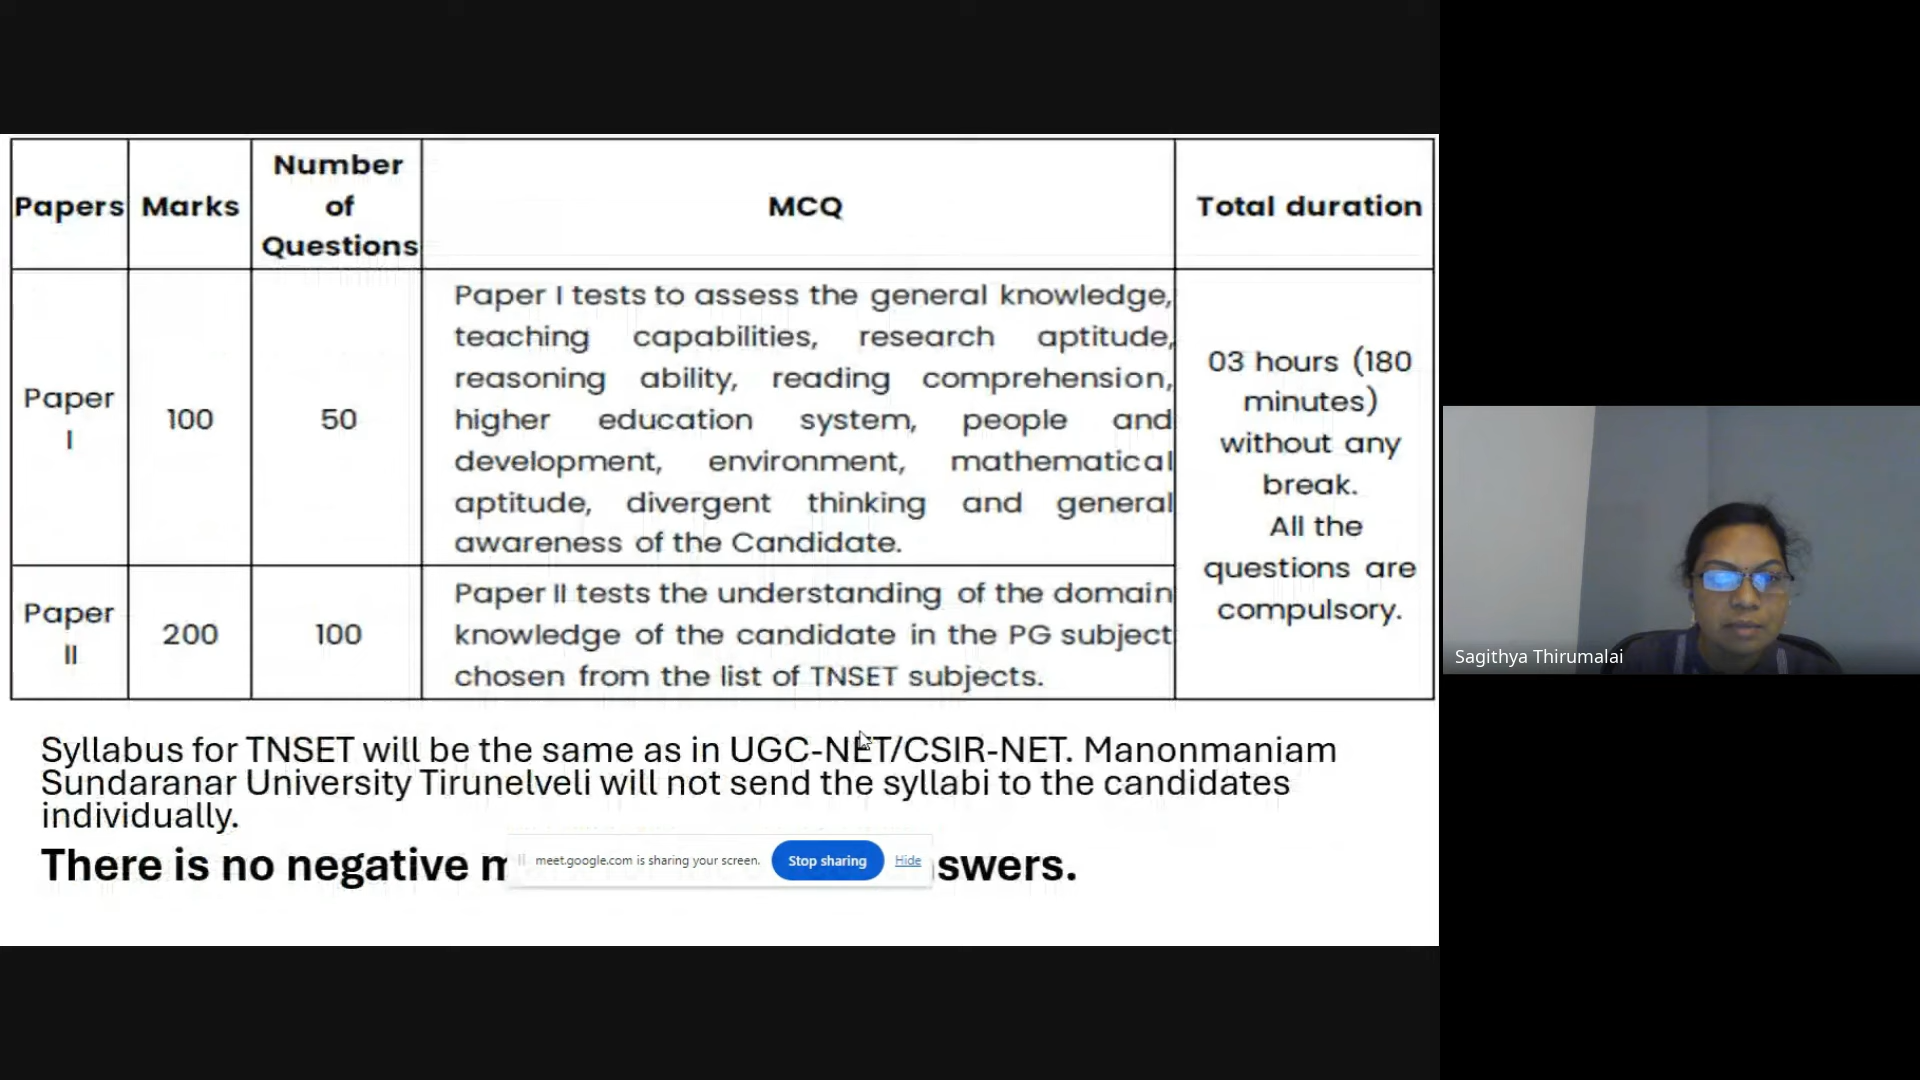 Papers
Marks
Number
of
Questions
MCQ
Total duration
Paper
I
100
50
Paper I tests to assess the general knowledge,
teaching capabilities, research aptitude,
reasoning ability, reading comprehension,
higher education system, people and
development, environment, mathematical
aptitude, divergent thinking and general
awareness of the Candidate.
03 hours (180
minutes)
without any
break.
All the
questions are
compulsory.
Paper
II
200
100
Paper II tests the understanding of the domain
knowledge of the candidate in the PG subject
chosen from the list of TNSET subjects.
Syllabus for TNSET will be the same as in UGC-NET/CSIR-NET. Manonmaniam
Sundaranar University Tirunelveli will not send the syllabi to the candidates
individually.
There is no negative
meet.google.com is sharing your screen.
Stop sharing
Hide
Sagithya Thirumalai